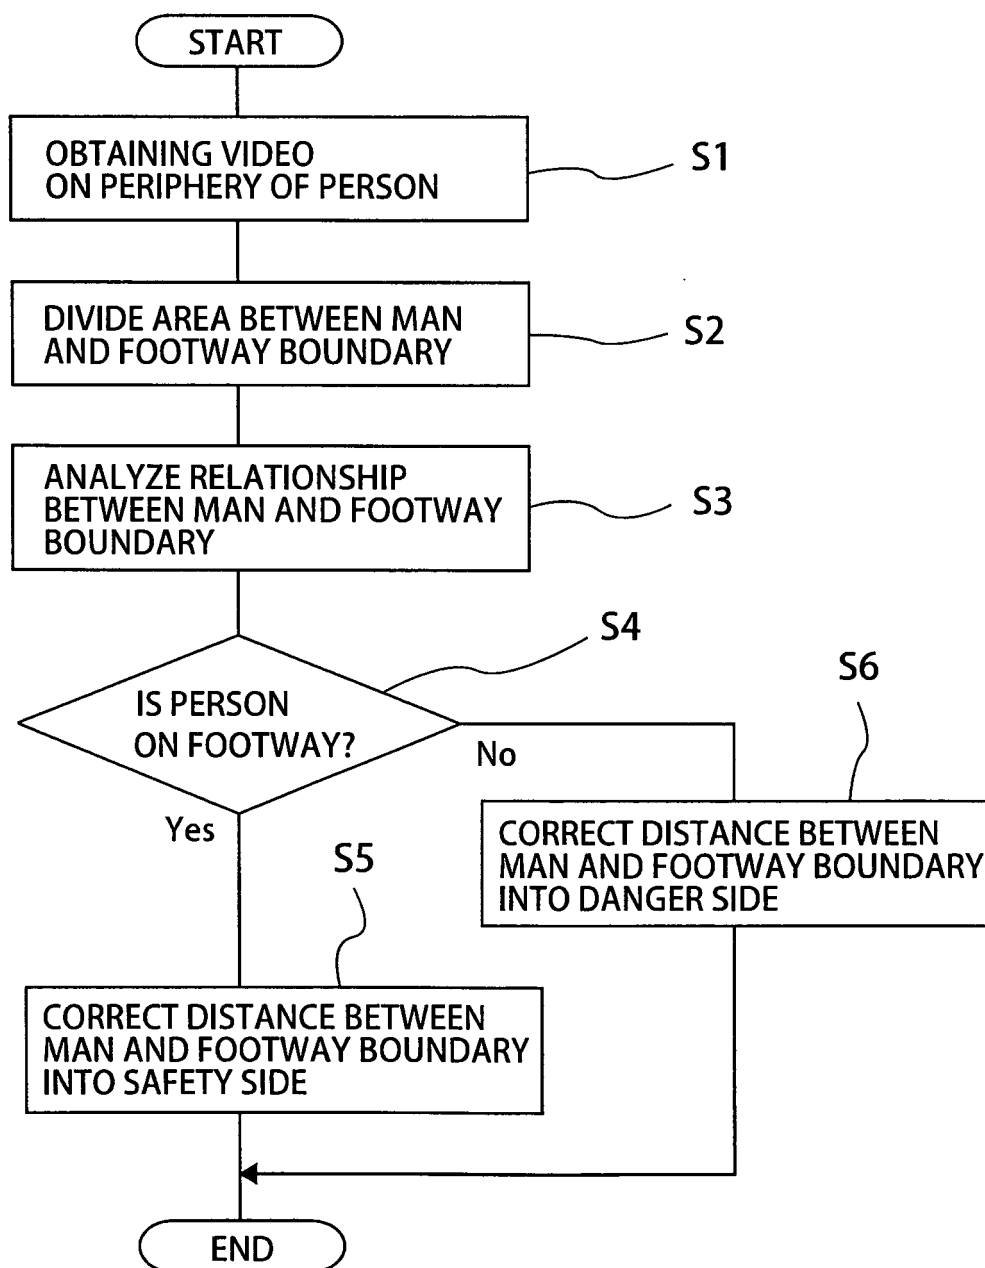 START
OBTAINING VIDEO
ON PERIPHERY OF PERSON
S1
DIVIDE AREA BETWEEN MAN
AND FOOTWAY BOUNDARY
S2
ANALYZE RELATIONSHIP
BETWEEN MAN AND FOOTWAY
BOUNDARY
S3
S4
IS PERSON
ON FOOTWAY?
No
Yes
S6
CORRECT DISTANCE BETWEEN
MAN AND FOOTWAY BOUNDARY
INTO DANGER SIDE
S5
CORRECT DISTANCE BETWEEN
MAN AND FOOTWAY BOUNDARY
INTO SAFETY SIDE
END